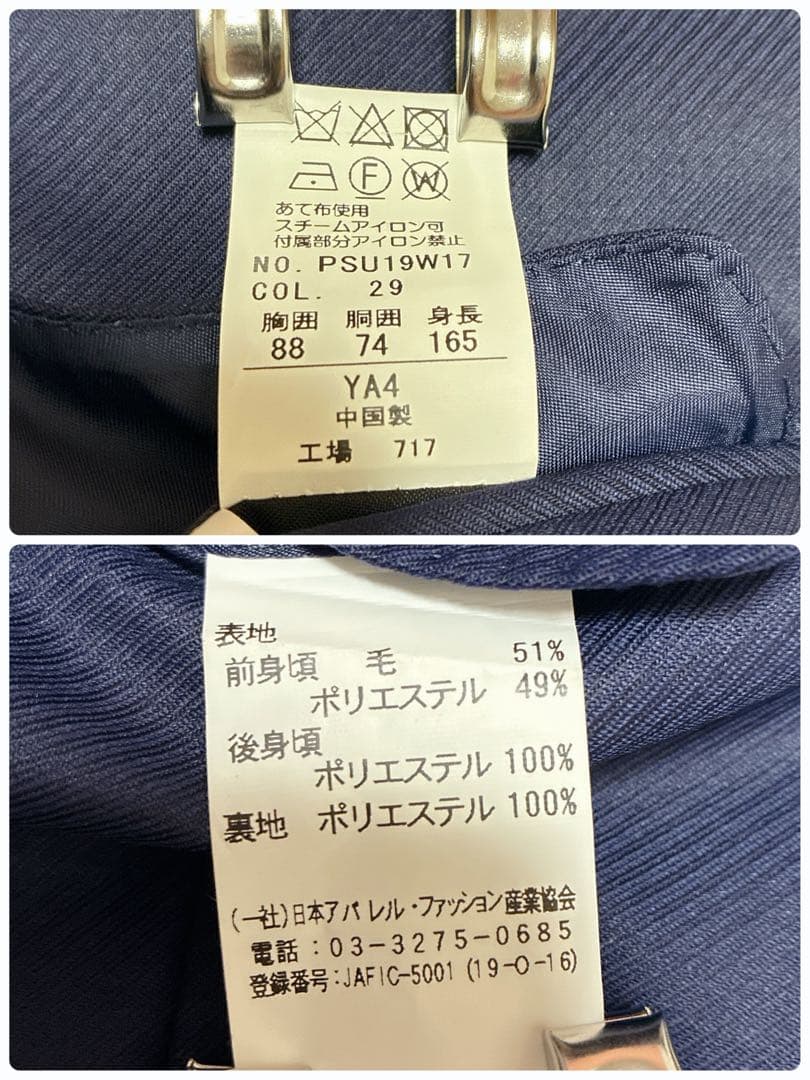 F W
あて布使用
スチームアイロン可
付属部分アイロン禁止
NO. PSU19W17
COL. 29
胸囲 胴囲 身長
88 74 165
YA4
中国製
工場 717
表地
前身頃 毛 51%
ポリエステル 49%
後身頃
ポリエステル 100%
裏地 ポリエステル 100%
(一社)日本アパレル・ファッション産業協会
電話:03-3275-0685
登録番号:JAFIC-5001 (19-O-16)